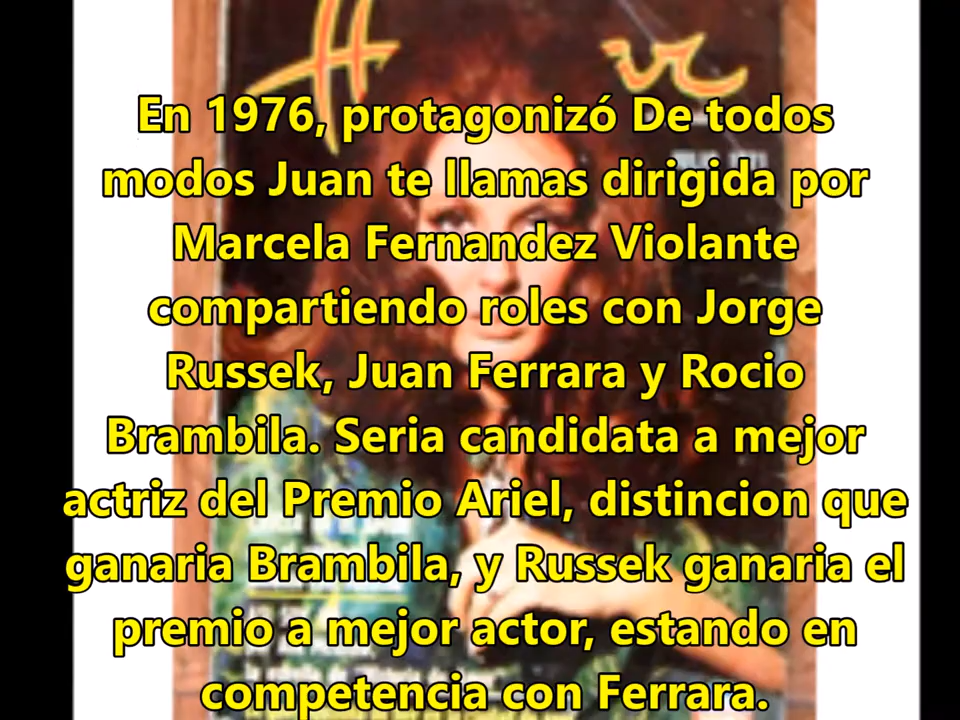 En 1976, protagonizó De todos
modos Juan te llamas dirigida por
Marcela Fernandez Violante
compartiendo roles con Jorge
Russek, Juan Ferrara y Rocio
Brambila. Seria candidata a mejor
actriz del Premio Ariel, distincion que
ganaria Brambila, y Russek ganaria el
premio a mejor actor, estando en
competencia con Ferrara.